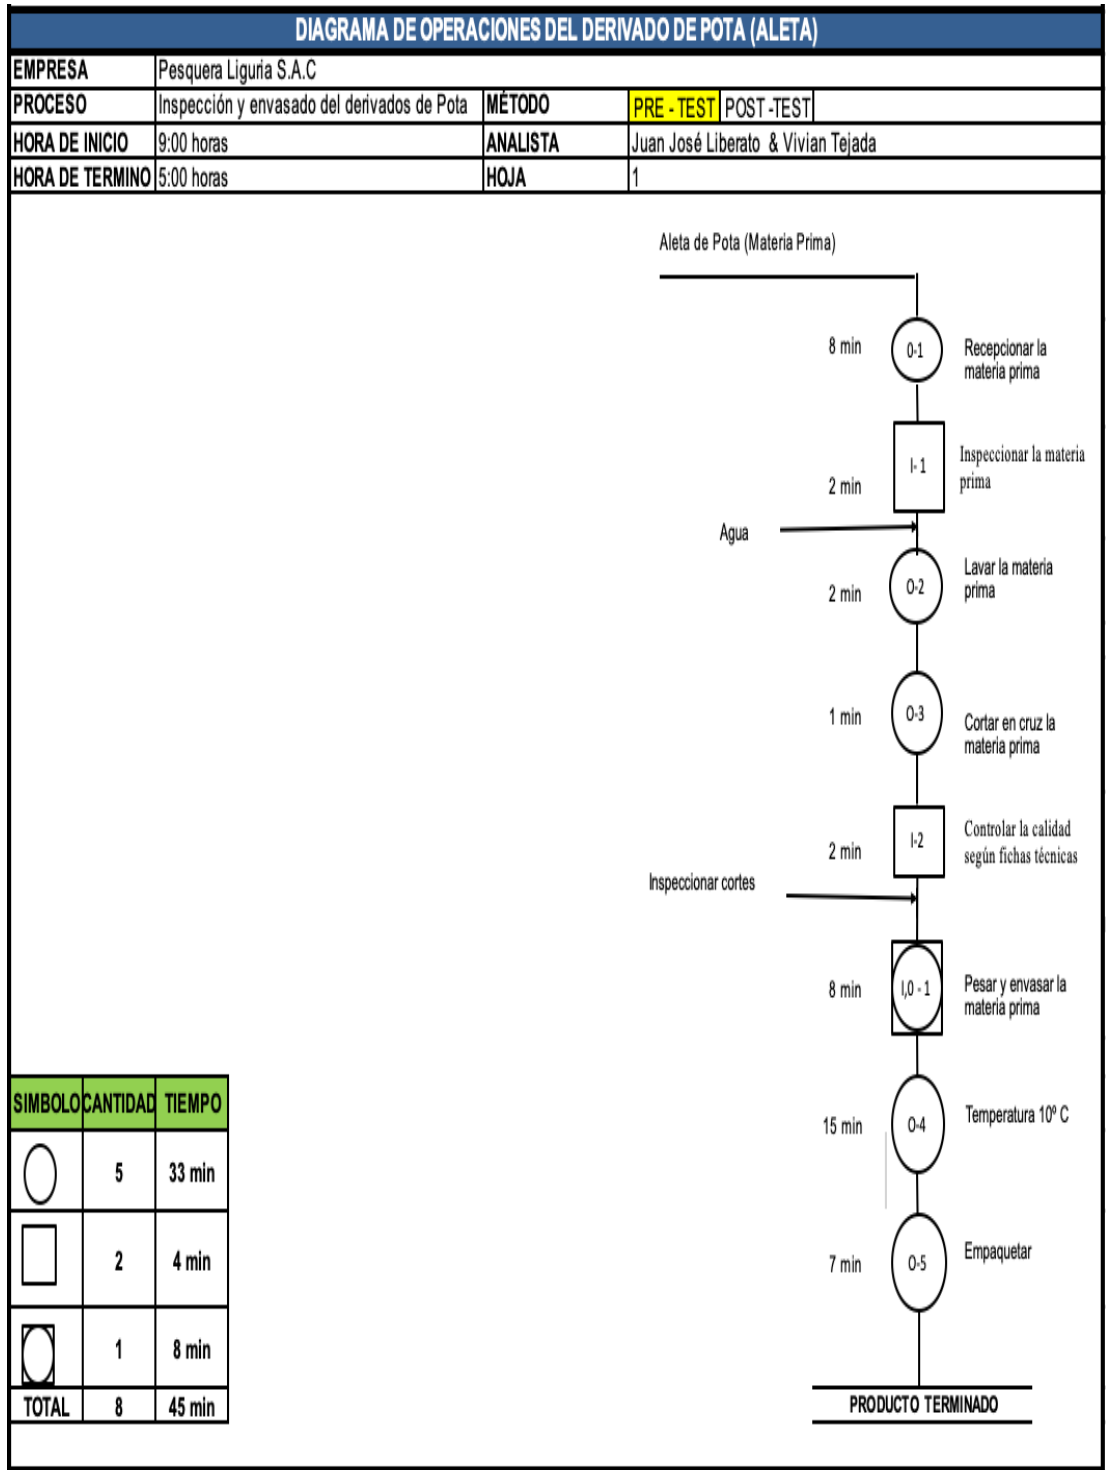 DIAGRAMA DE OPERACIONES DEL DERIVADO DE POTA (ALETA)
EMPRESA Pesquera Liguria S.A.C
PROCESO Inspección y envasado del derivados de Pota MÉTODO PRE - TEST POST -TEST
HORA DE INICIO 9:00 horas ANALISTA Juan José Liberato & Vivian Tejada
HORA DE TERMINO 5:00 horas HOJA 1
Aleta de Pota (Materia Prima)
8 min 0-1 Recepcionar la
materia prima
2 min I- 1 Inspeccionar la materia
prima
Agua
2 min O-2 Lavar la materia
prima
1 min O-3 Cortar en cruz la
materia prima
2 min I-2 Controlar la calidad
según fichas técnicas
Inspeccionar cortes
8 min I,0 - 1 Pesar y envasar la
materia prima
15 min O-4 Temperatura 10º C
7 min O-5 Empaquetar
PRODUCTO TERMINADO
SIMBOLO CANTIDAD TIEMPO
5 33 min
2 4 min
1 8 min
TOTAL 8 45 min